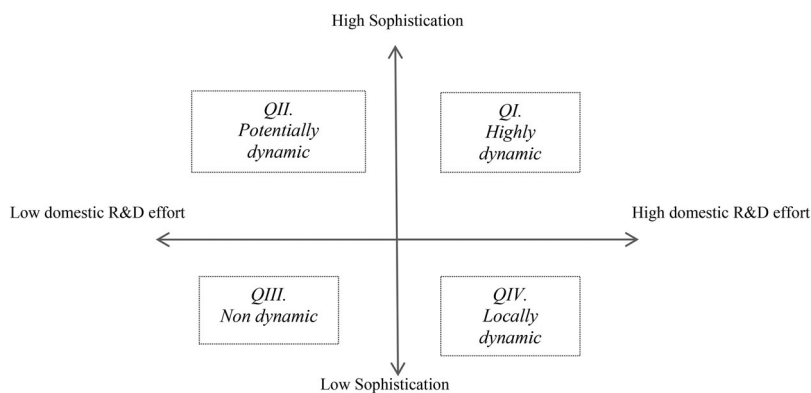 High Sophistication
QII.
Potentially
dynamic
QI.
Highly
dynamic
Low domestic R&D effort
High domestic R&D effort
QIII.
Non dynamic
QIV.
Locally
dynamic
Low Sophistication